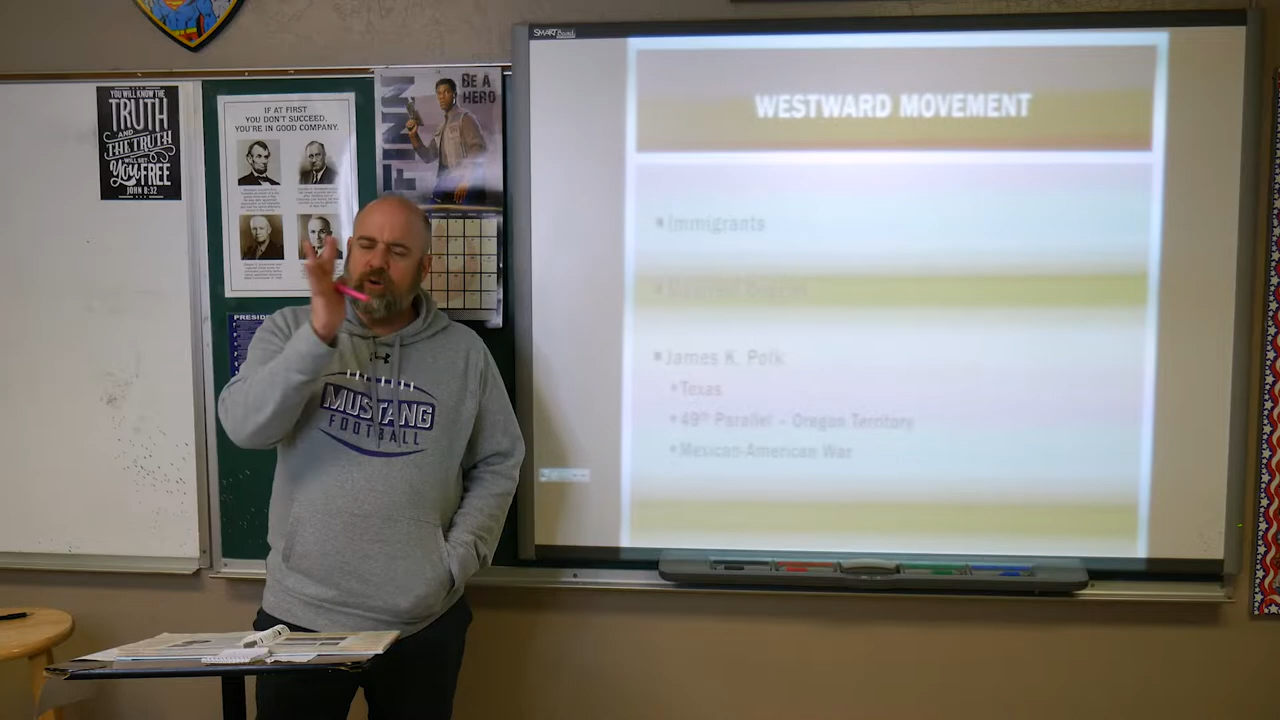 SMART Board
WESTWARD MOVEMENT
Immigrants
James K. Polk
Texas
49th Parallel – Oregon Territory
Mexican-American War
YOU WILL KNOW THE
TRUTH
AND
THE TRUTH
WILL SET
You FREE
JOHN 8:32
IF AT FIRST
YOU DON'T SUCCEED,
YOU'RE IN GOOD COMPANY.
FINN
BE A
HERO
PRESID
MUSTANG
FOOTBALL